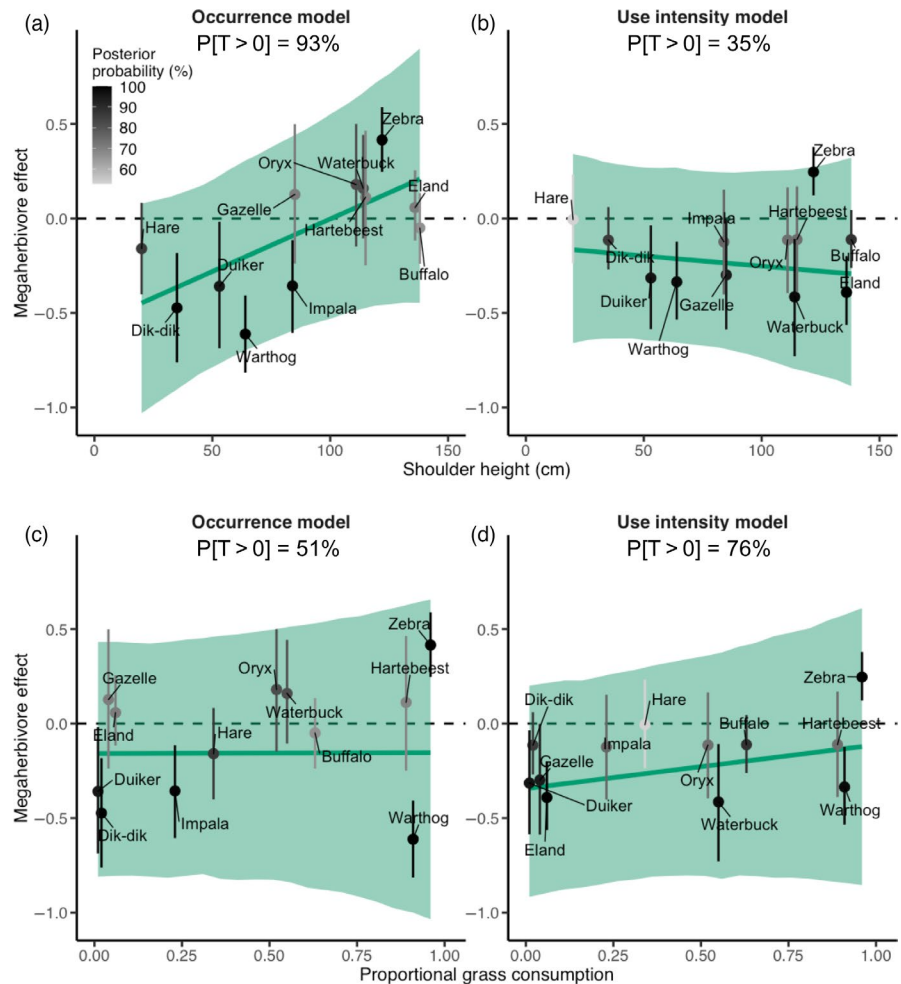 (a)
Occurrence model
P[T > 0] = 93%
(b)
Use intensity model
P[T > 0] = 35%
Posterior
probability (%)
100
90
80
70
60
Megaherbivore effect
0.5
0.0
−0.5
−1.0
Zebra
Oryx
Waterbuck
Eland
Gazelle
Hare
Hartebeest
Buffalo
Duiker
Dik-dik
Impala
Warthog
0
50
100
150
0.5
0.0
−0.5
−1.0
Zebra
Hare
Impala
Hartebeest
Dik-dik
Oryx
Buffalo
Duiker
Gazelle
Eland
Warthog
Waterbuck
0
50
100
150
Shoulder height (cm)
(c)
Occurrence model
P[T > 0] = 51%
(d)
Use intensity model
P[T > 0] = 76%
Megaherbivore effect
0.5
0.0
−0.5
−1.0
Zebra
Gazelle
Oryx
Hartebeest
Eland
Hare
Waterbuck
Buffalo
Duiker
Dik-dik
Impala
Warthog
0.00
0.25
0.50
0.75
1.00
0.5
0.0
−0.5
−1.0
Zebra
Dik-dik
Hare
Buffalo
Hartebeest
Impala
Gazelle
Oryx
Duiker
Waterbuck
Warthog
Eland
0.00
0.25
0.50
0.75
1.00
Proportional grass consumption